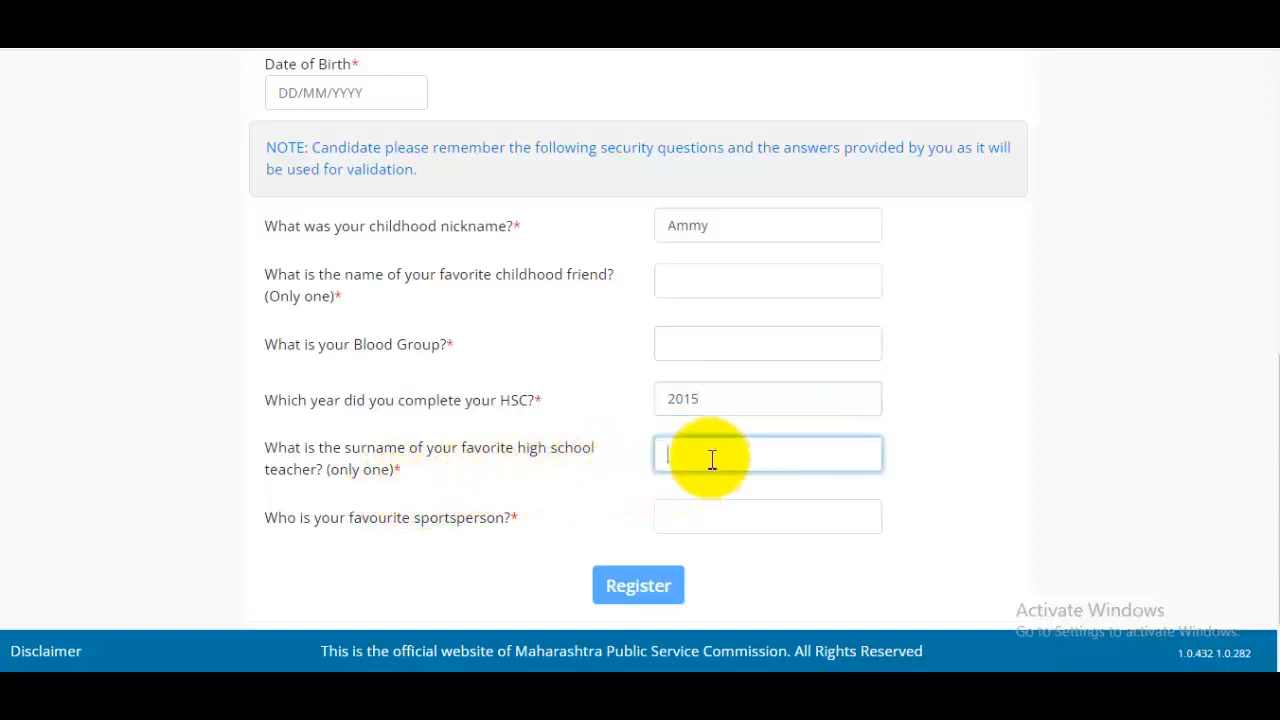 Date of Birth*
DD/MM/YYYY
NOTE: Candidate please remember the following security questions and the answers provided by you as it will
be used for validation.
What was your childhood nickname?*
Ammy
What is the name of your favorite childhood friend?
(Only one)*
What is your Blood Group?*
Which year did you complete your HSC?*
2015
What is the surname of your favorite high school
teacher? (only one)*
Who is your favourite sportsperson?*
Register
Activate Windows
Go to Settings to activate Windows.
Disclaimer
This is the official website of Maharashtra Public Service Commission. All Rights Reserved
1.0.432 1.0.282